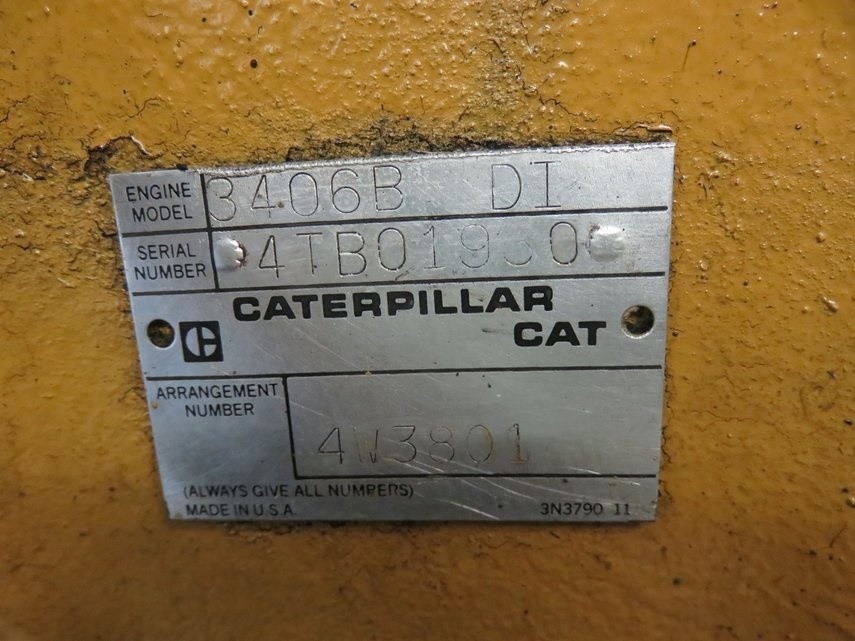 ENGINE MODEL 3406B DI
SERIAL NUMBER
CATERPILLAR
C CAT
ARRANGEMENT NUMBER
4W3801
(ALWAYS GIVE ALL NUMBERS)
MADE IN U.S.A. 3N3790 11